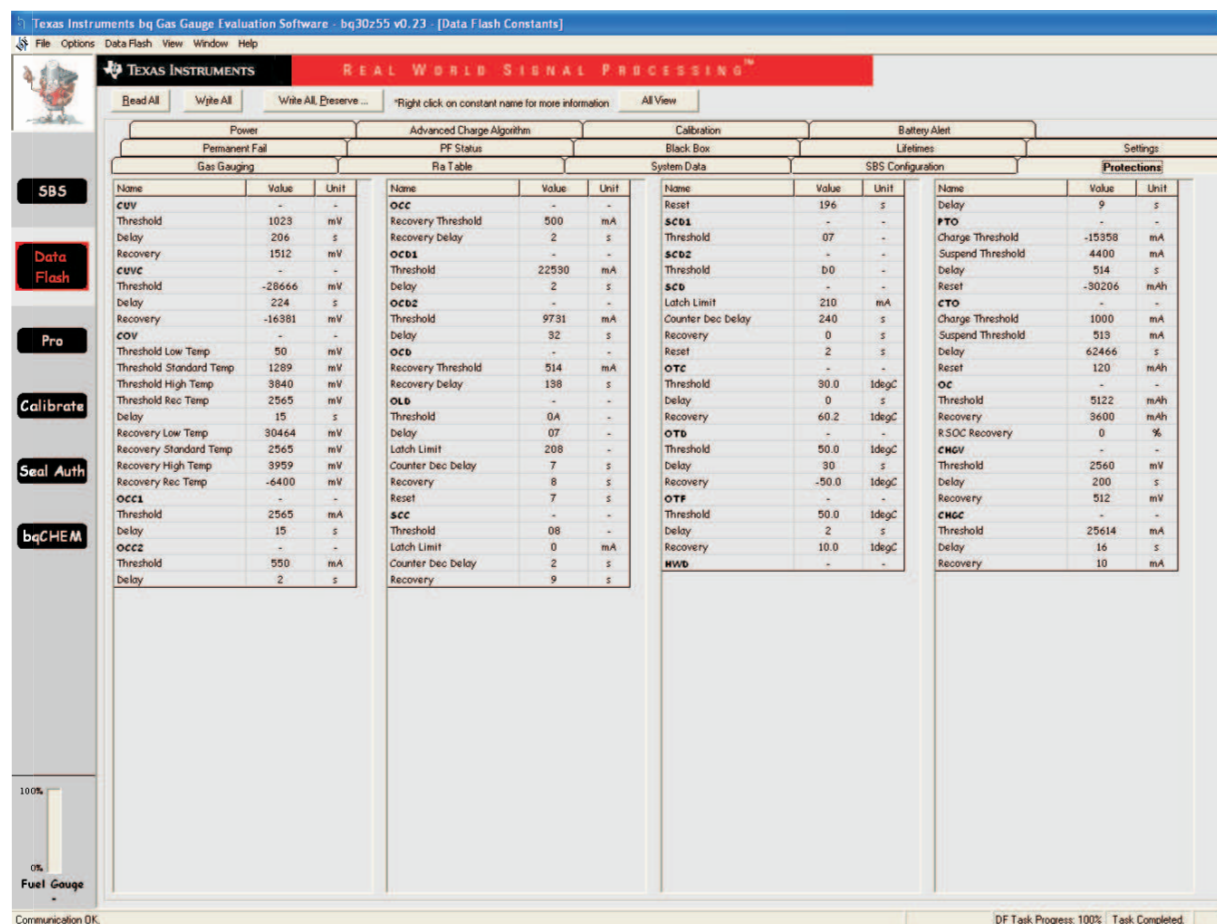 Texas Instruments bq Gas Gauge Evaluation Software - bq30z55 v0.23 - [Data Flash Constants]
File Options Data Flash View Window Help
TEXAS INSTRUMENTS REAL WORLD SIGNAL PROCESSING™
Read All Write All Write All, Preserve ... *Right click on constant name for more information All View
Power Advanced Charge Algorithm Calibration Battery Alert
Permanent Fail PF Status Black Box Lifetimes Settings
Gas Gauging Ra Table System Data SBS Configuration Protections
SBS
Data
Flash
Pro
Calibrate
Seal Auth
bqCHEM
100%
0%
Fuel Gauge
-
Name Value Unit
CUV - -
Threshold 1023 mV
Delay 206 s
Recovery 1512 mV
CUVC - -
Threshold -28666 mV
Delay 224 s
Recovery -16381 mV
COV - -
Threshold Low Temp 50 mV
Threshold Standard Temp 1289 mV
Threshold High Temp 3840 mV
Threshold Rec Temp 2565 mV
Delay 15 s
Recovery Low Temp 30464 mV
Recovery Standard Temp 2565 mV
Recovery High Temp 3959 mV
Recovery Rec Temp -6400 mV
OCC1 - -
Threshold 2565 mA
Delay 15 s
OCC2 - -
Threshold 550 mA
Delay 2 s
Name Value Unit
OCC - -
Recovery Threshold 500 mA
Recovery Delay 2 s
OCD1 - -
Threshold 22530 mA
Delay 2 s
OCD2 - -
Threshold 9731 mA
Delay 32 s
OCD - -
Recovery Threshold 514 mA
Recovery Delay 138 s
OLD - -
Threshold 0A -
Delay 07 -
Latch Limit 208 -
Counter Dec Delay 7 s
Recovery 8 s
Reset 7 s
SCC - -
Threshold 08 -
Latch Limit 0 mA
Counter Dec Delay 2 s
Recovery 9 s
Name Value Unit
Reset 196 s
SCD1 - -
Threshold 07 -
SCD2 - -
Threshold D0 -
SCD - -
Latch Limit 210 mA
Counter Dec Delay 240 s
Recovery 0 s
Reset 2 s
OTC - -
Threshold 30.0 1degC
Delay 0 s
Recovery 60.2 1degC
OTD - -
Threshold 50.0 1degC
Delay 30 s
Recovery -50.0 1degC
OTF - -
Threshold 50.0 1degC
Delay 2 s
Recovery 10.0 1degC
HWD - -
Name Value Unit
Delay 9 s
PTO - -
Charge Threshold -15358 mA
Suspend Threshold 4400 mA
Delay 514 s
Reset -30206 mAh
CTO - -
Charge Threshold 1000 mA
Suspend Threshold 513 mA
Delay 62466 s
Reset 120 mAh
OC - -
Threshold 5122 mAh
Recovery 3600 mAh
RSOC Recovery 0 %
CHGV - -
Threshold 2560 mV
Delay 200 s
Recovery 512 mV
CHGC - -
Threshold 25614 mA
Delay 16 s
Recovery 10 mA
Communication OK. DF Task Progress: 100% Task Completed.